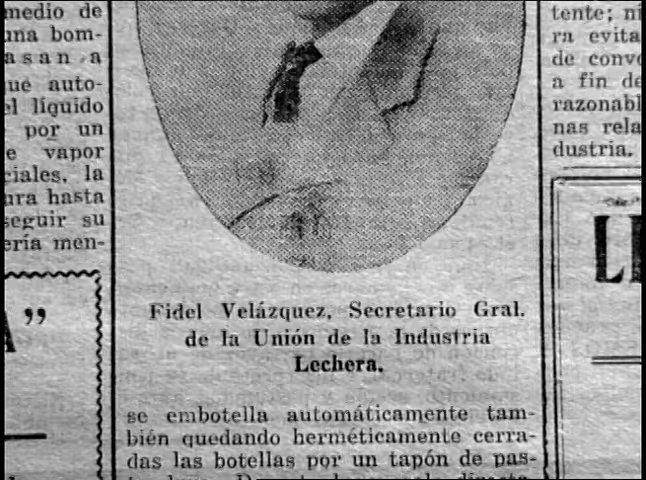 medio de
una bom-
asan a
que auto-
el líquido
por un
e vapor
ciales, la
ura hasta
seguir su
ería men-
A”
Fidel Velázquez, Secretario Gral.
de la Unión de la Industria
Lechera.
se embotella automáticamente tam-
bién quedando herméticamente cerra-
das las botellas por un tapón de pas-
tente; ni
ra evita
de conve
a fin de
razonabl
nas rela
dustria.
LE